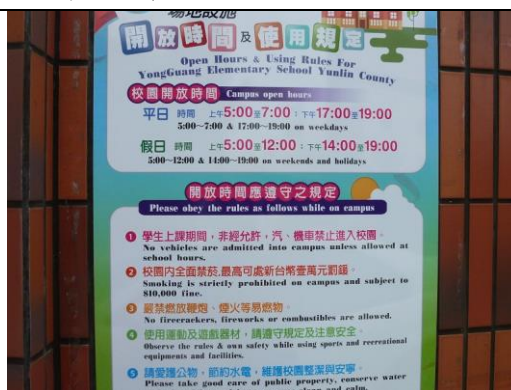 場地設施
開放時間及使用規定
Open Hours & Using Rules For
YongGuang Elementary School Yunlin County
校園開放時間 Campus open hours
平日 時間 上午5:00至7:00：下午17:00至19:00
5:00~7:00 & 17:00~19:00 on weekdays
假日 時間 上午5:00至12:00：下午14:00至19:00
5:00~12:00 & 14:00~19:00 on weekends and holidays
開放時間應遵守之規定
Please obey the rules as follows while on campus
1 學生上課期間，非經允許，汽、機車禁止進入校園。
No vehicles are admitted into campus unless allowed at
school hours.
2 校園內全面禁菸,最高可處新台幣壹萬元罰鍰。
Smoking is strictly prohibited on campus and subject to
$10,000 fine.
3 嚴禁燃放鞭炮、煙火等易燃物。
No firecrackers, fireworks or combustibles are allowed.
4 使用運動及遊戲器材，請遵守規定及注意安全。
Observe the rules & own safety while using sports and recreational
equipments and facilities.
5 請愛護公物，節約水電，維護校園整潔與安寧。
Please take good care of public property, conserve water
clean and calm.